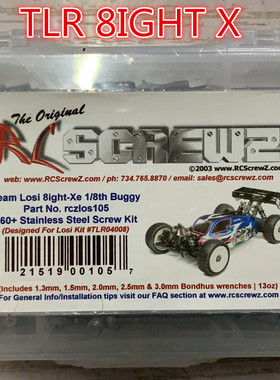 TLR 8IGHT X
The Original
RC SCREWZ
©2003 www.RCScrewZ.com
web: www.RCScrewZ.com | ph: 734.765.8870 | email: sales@rcscrewz.com
eam Losi 8ight-Xe 1/8th Buggy
Part No. rczlos105
60+ Stainless Steel Screw Kit
(Designed For Losi Kit #TLR04008)
21519 00105 7
(Includes 1.3mm, 1.5mm, 2.0mm, 2.5mm & 3.0mm Bondhus wrenches | 13oz)
For General Info/Installation tips visit our FAQ section at www.rcscrewz.com